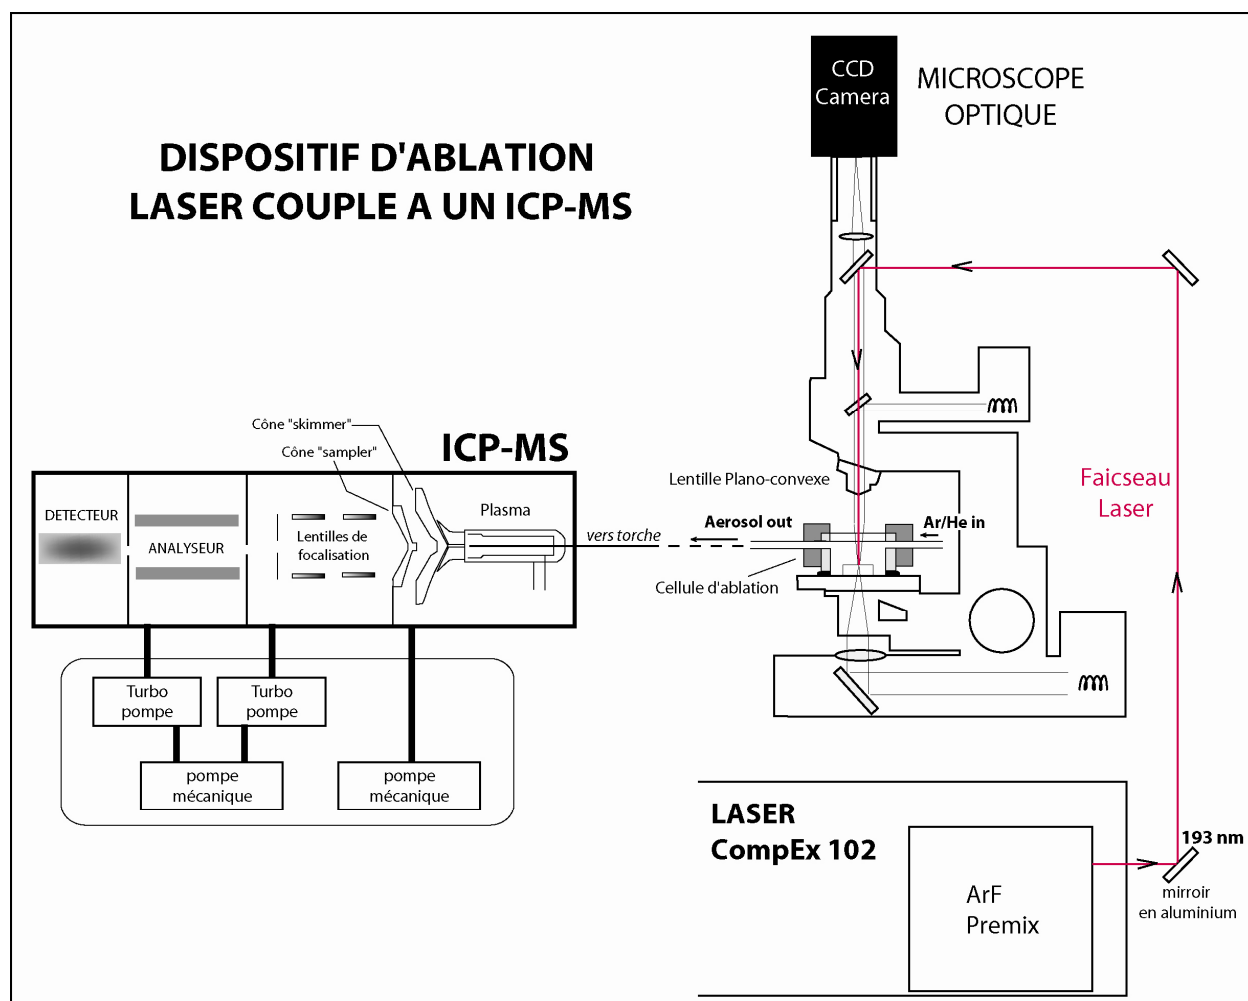 DISPOSITIF D'ABLATION
LASER COUPLE A UN ICP-MS
CCD
Camera
MICROSCOPE
OPTIQUE
Cône "skimmer"
Cône "sampler"
ICP-MS
DETECTEUR
ANALYSEUR
Lentilles de
focalisation
Plasma
vers torche
Lentille Plano-convexe
Aerosol out
Ar/He in
Cellule d'ablation
Faicseau
Laser
Turbo
pompe
Turbo
pompe
pompe
mécanique
pompe
mécanique
LASER
CompEx 102
ArF
Premix
193 nm
mirroir
en aluminium